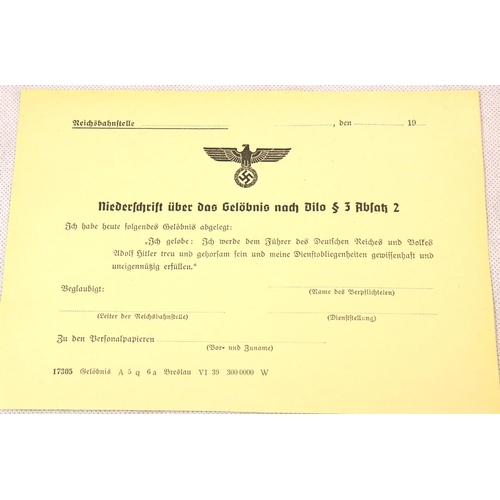 Reichsbahnstelle , den 19
Niederschrift über das Gelöbnis nach Dilo § 3 Absatz 2
Ich habe heute folgendes Gelöbnis abgelegt:
„Ich gelobe: Ich werde dem Führer des Deutschen Reiches und Volkes
Adolf Hitler treu und gehorsam sein und meine Dienstobliegenheiten gewissenhaft und
uneigennützig erfüllen.“
Beglaubigt:
(Name des Verpflichteten)
(Leiter der Reichsbahnstelle) (Dienststellung)
Zu den Personalpapieren
(Vor- und Zuname)
17305 Gelöbnis A 5 q 6a Breslau VI 39 300 0000 W